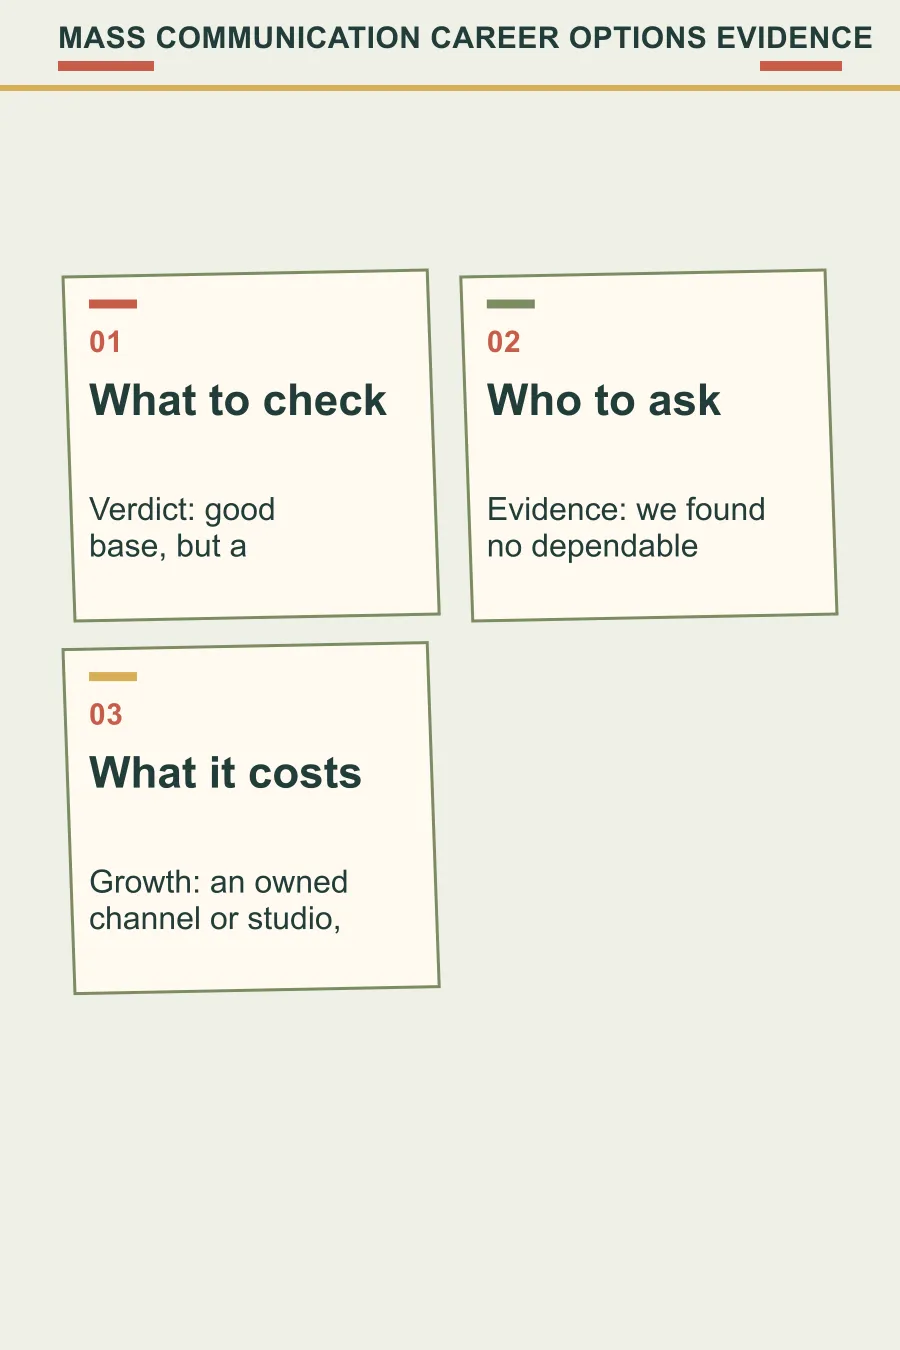 MASS COMMUNICATION CAREER OPTIONS EVIDENCE
01
What to check
Verdict: good
base, but a
02
Who to ask
Evidence: we found
no dependable
03
What it costs
Growth: an owned
channel or studio,